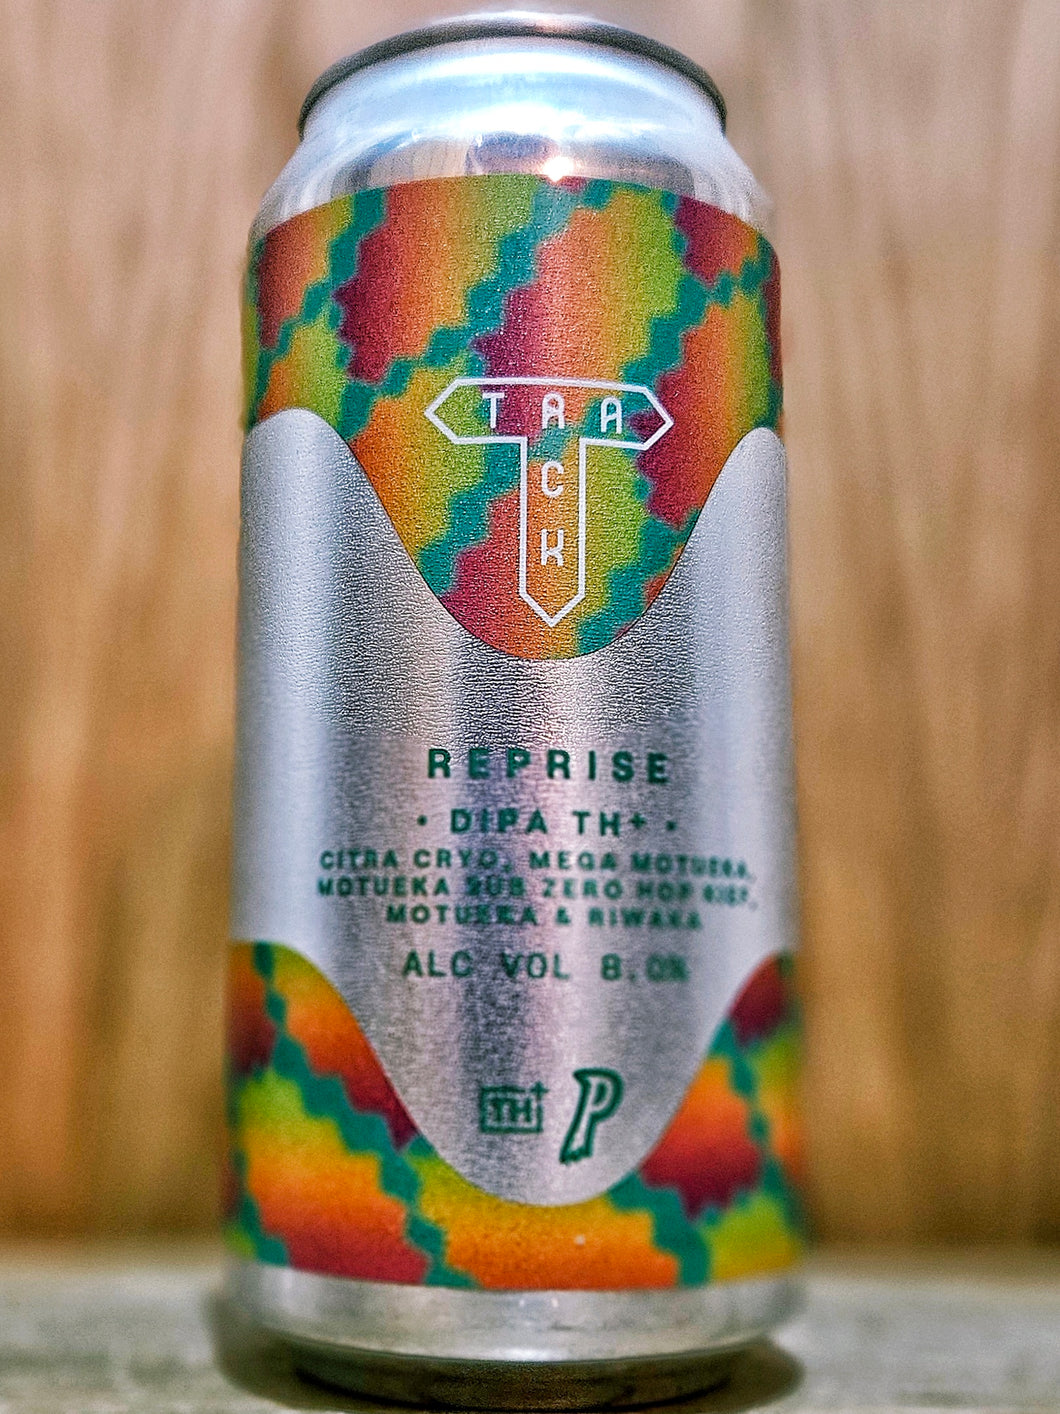 TRA
C
K
REPRISE
• DIPA TH+ •
CITRA CRYO, MEGA MOTUEKA,
MOTUEKA SUB ZERO HOP KIEF,
MOTUEKA & RIWAKA
ALC VOL 8.0%
TH+ P